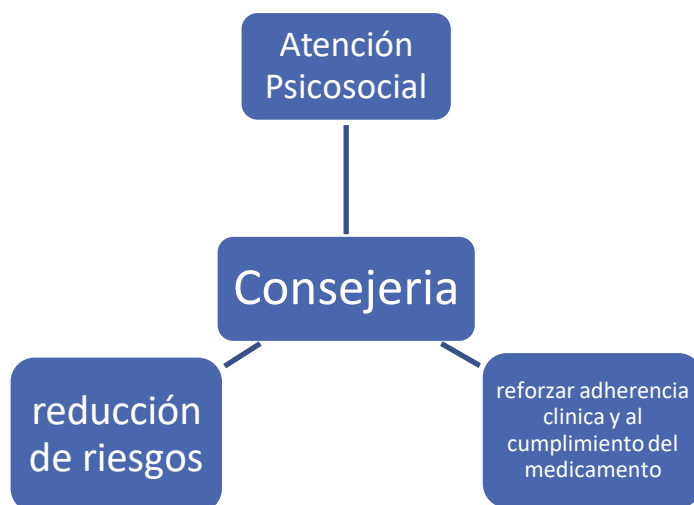 Atención
Psicosocial
Consejeria
reducción
de riesgos
reforzar adherencia
clinica y al
cumplimiento del
medicamento